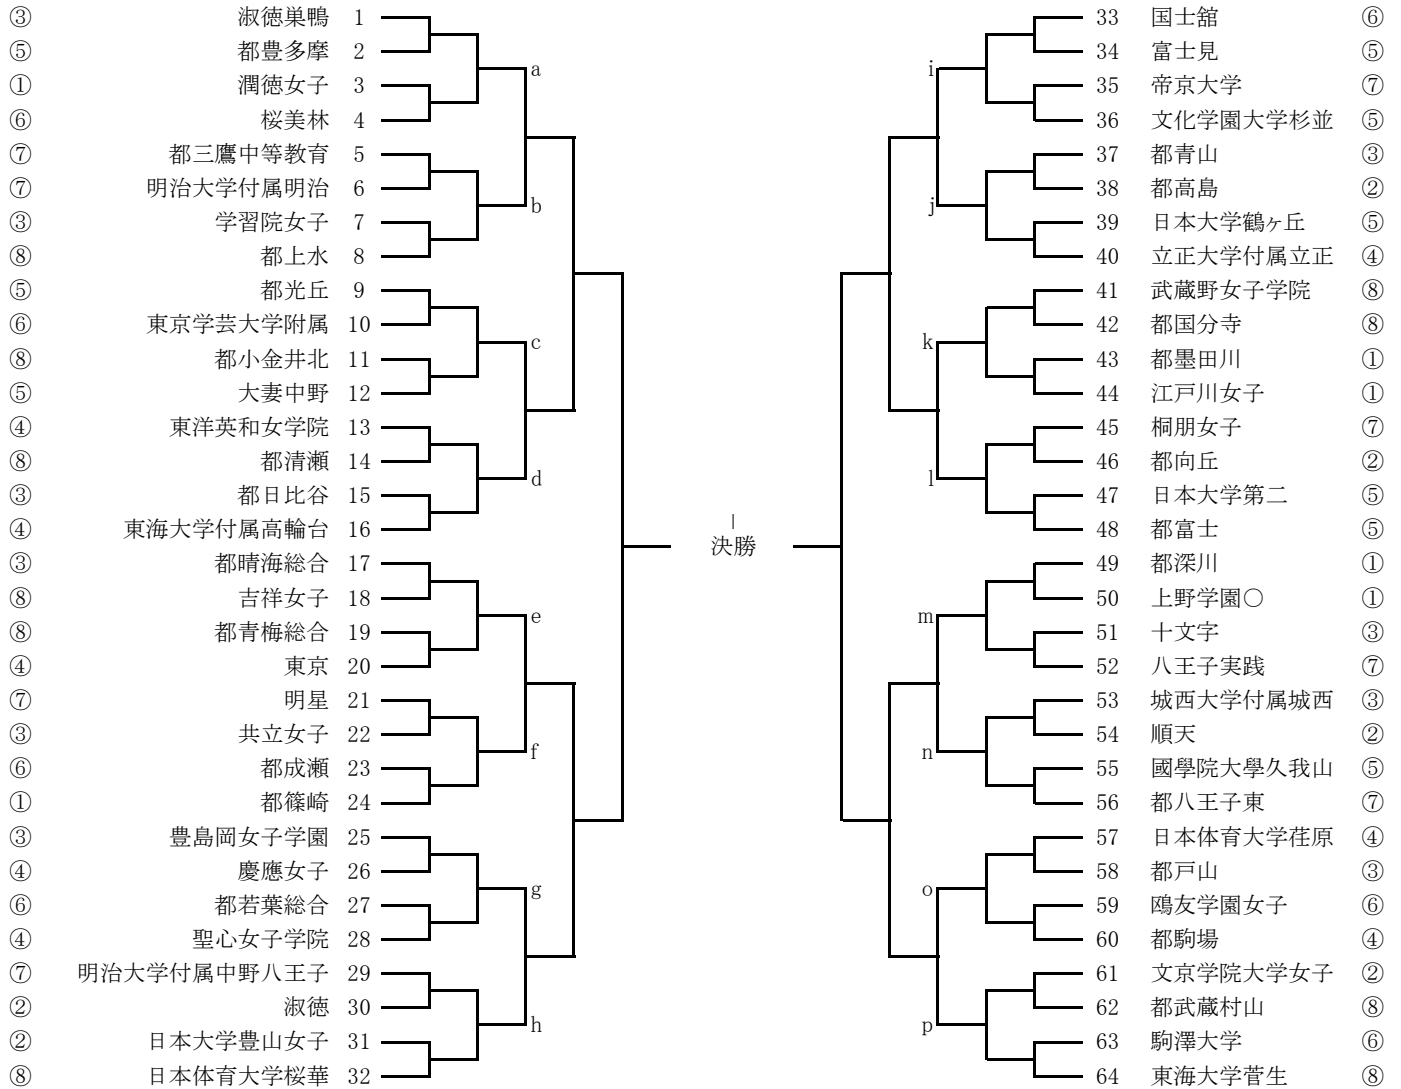 ③ 淑徳巣鴨 1
⑤ 都豊多摩 2
① 潤徳女子 3
⑥ 桜美林 4
⑦ 都三鷹中等教育 5
⑦ 明治大学付属明治 6
③ 学習院女子 7
⑧ 都上水 8
⑤ 都光丘 9
⑥ 東京学芸大学附属 10
⑧ 都小金井北 11
⑤ 大妻中野 12
④ 東洋英和女学院 13
⑧ 都清瀬 14
③ 都日比谷 15
④ 東海大学付属高輪台 16
③ 都晴海総合 17
⑧ 吉祥女子 18
⑧ 都青梅総合 19
④ 東京 20
⑦ 明星 21
③ 共立女子 22
⑥ 都成瀬 23
① 都篠崎 24
③ 豊島岡女子学園 25
④ 慶應女子 26
⑥ 都若葉総合 27
④ 聖心女子学院 28
⑦ 明治大学付属中野八王子 29
② 淑徳 30
② 日本大学豊山女子 31
⑧ 日本体育大学桜華 32
a
b
c
d
e
f
g
h
|
決勝
i
j
k
l
m
n
o
p
33 国士舘 ⑥
34 富士見 ⑤
35 帝京大学 ⑦
36 文化学園大学杉並 ⑤
37 都青山 ③
38 都高島 ②
39 日本大学鶴ヶ丘 ⑤
40 立正大学付属立正 ④
41 武蔵野女子学院 ⑧
42 都国分寺 ⑧
43 都墨田川 ①
44 江戸川女子 ①
45 桐朋女子 ⑦
46 都向丘 ②
47 日本大学第二 ⑤
48 都富士 ⑤
49 都深川 ①
50 上野学園○ ①
51 十文字 ③
52 八王子実践 ⑦
53 城西大学付属城西 ③
54 順天 ②
55 國學院大學久我山 ⑤
56 都八王子東 ⑦
57 日本体育大学荏原 ④
58 都戸山 ③
59 鴎友学園女子 ⑥
60 都駒場 ④
61 文京学院大学女子 ②
62 都武蔵村山 ⑧
63 駒澤大学 ⑥
64 東海大学菅生 ⑧